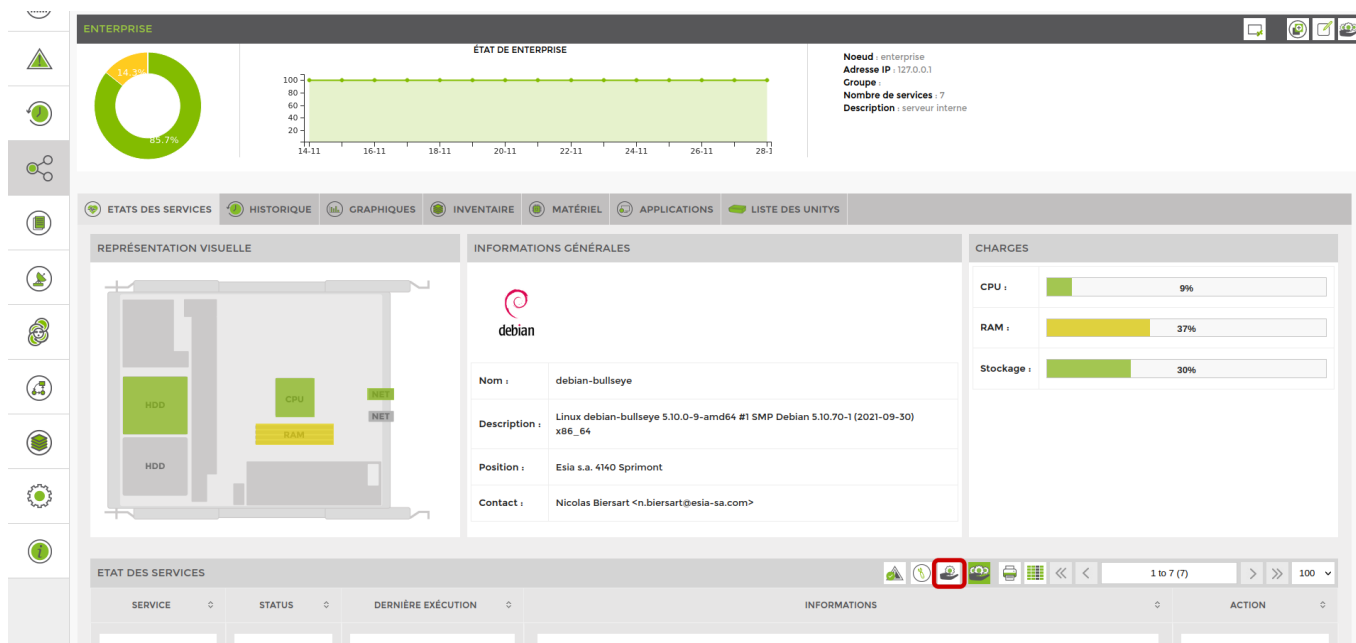 ENTERPRISE
14.3%
85.7%
ÉTAT DE ENTERPRISE
100
80
60
40
20
14-11 16-11 18-11 20-11 22-11 24-11 26-11 28-1
Noeud : enterprise
Adresse IP : 127.0.0.1
Groupe :
Nombre de services : 7
Description : serveur interne
ETATS DES SERVICES HISTORIQUE GRAPHIQUES INVENTAIRE MATÉRIEL APPLICATIONS LISTE DES UNITYS
REPRÉSENTATION VISUELLE
HDD
HDD
CPU
RAM
NET
NET
INFORMATIONS GÉNÉRALES
debian
Nom : debian-bullseye
Description : Linux debian-bullseye 5.10.0-9-amd64 #1 SMP Debian 5.10.70-1 (2021-09-30)
x86_64
Position : Esia s.a. 4140 Sprimont
Contact : Nicolas Biersart <n.biersart@esia-sa.com>
CHARGES
CPU : 9%
RAM : 37%
Stockage : 30%
ETAT DES SERVICES 1 to 7 (7) 100
SERVICE STATUS DERNIÈRE EXÉCUTION INFORMATIONS ACTION